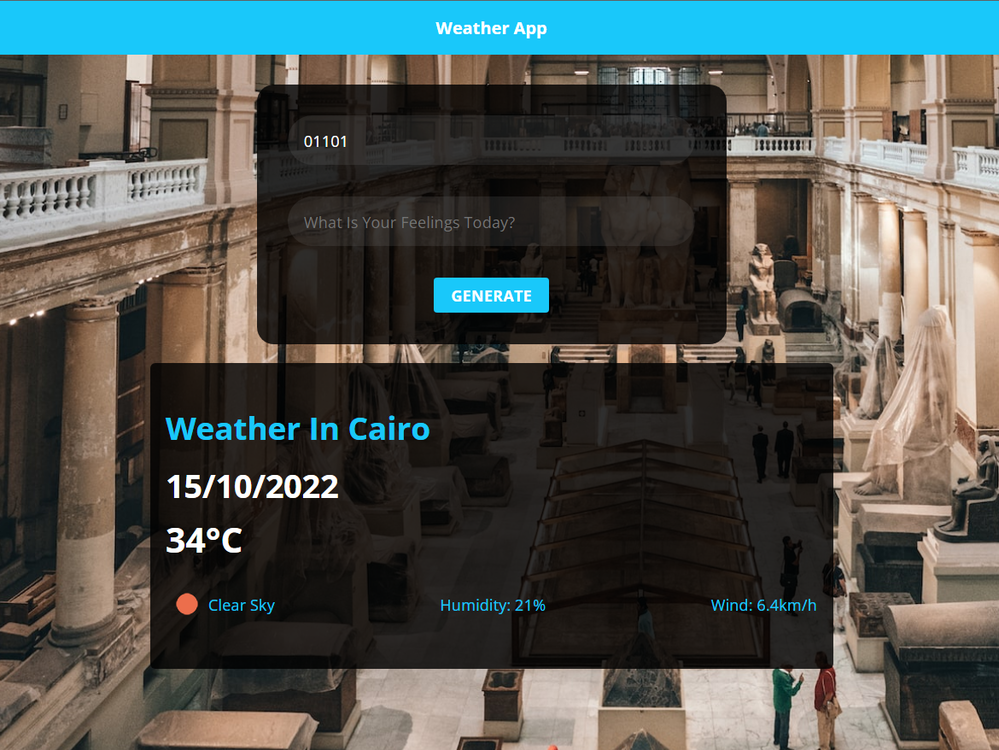 Weather App
01101
What Is Your Feelings Today?
GENERATE
Weather In Cairo
15/10/2022
34°C
Clear Sky Humidity: 21% Wind: 6.4km/h